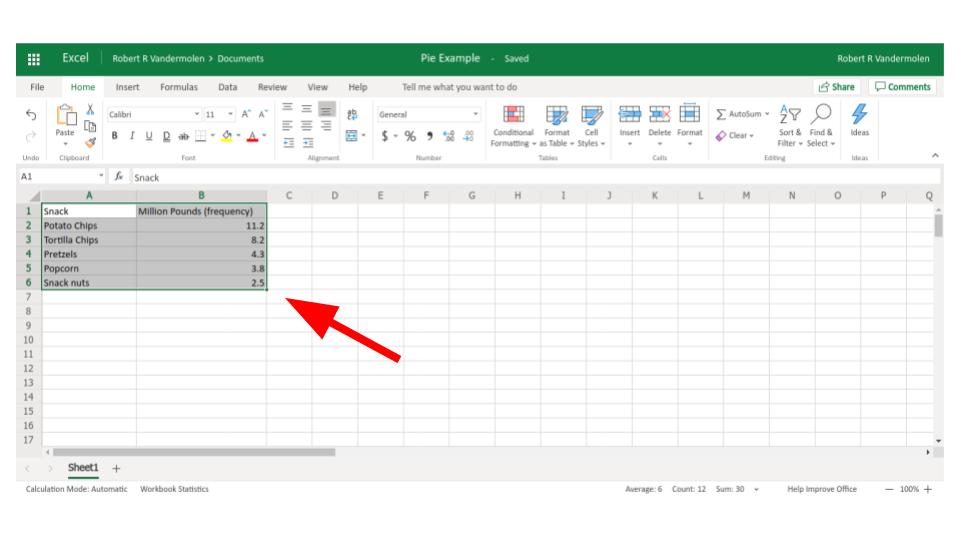 Excel Robert R Vandermolen > Documents Pie Example - Saved Robert R Vandermolen
File Home Insert Formulas Data Review View Help Tell me what you want to do Share Comments
Calibri 11 General AutoSum
Paste B I U D ab A ab $ % Conditional Formatting Format as Table Cell Styles Insert Delete Format Clear Sort & Filter Find & Select Ideas
Undo Clipboard Font Alignment Number Tables Cells Editing Ideas
A1 fx Snack
A B C D E F G H I J K L M N O P Q
1 Snack Million Pounds (frequency)
2 Potato Chips 11.2
3 Tortilla Chips 8.2
4 Pretzels 4.3
5 Popcorn 3.8
6 Snack nuts 2.5
7
8
9
10
11
12
13
14
15
16
17
Sheet1 +
Calculation Mode: Automatic Workbook Statistics Average: 6 Count: 12 Sum: 30 Help Improve Office — 100% +